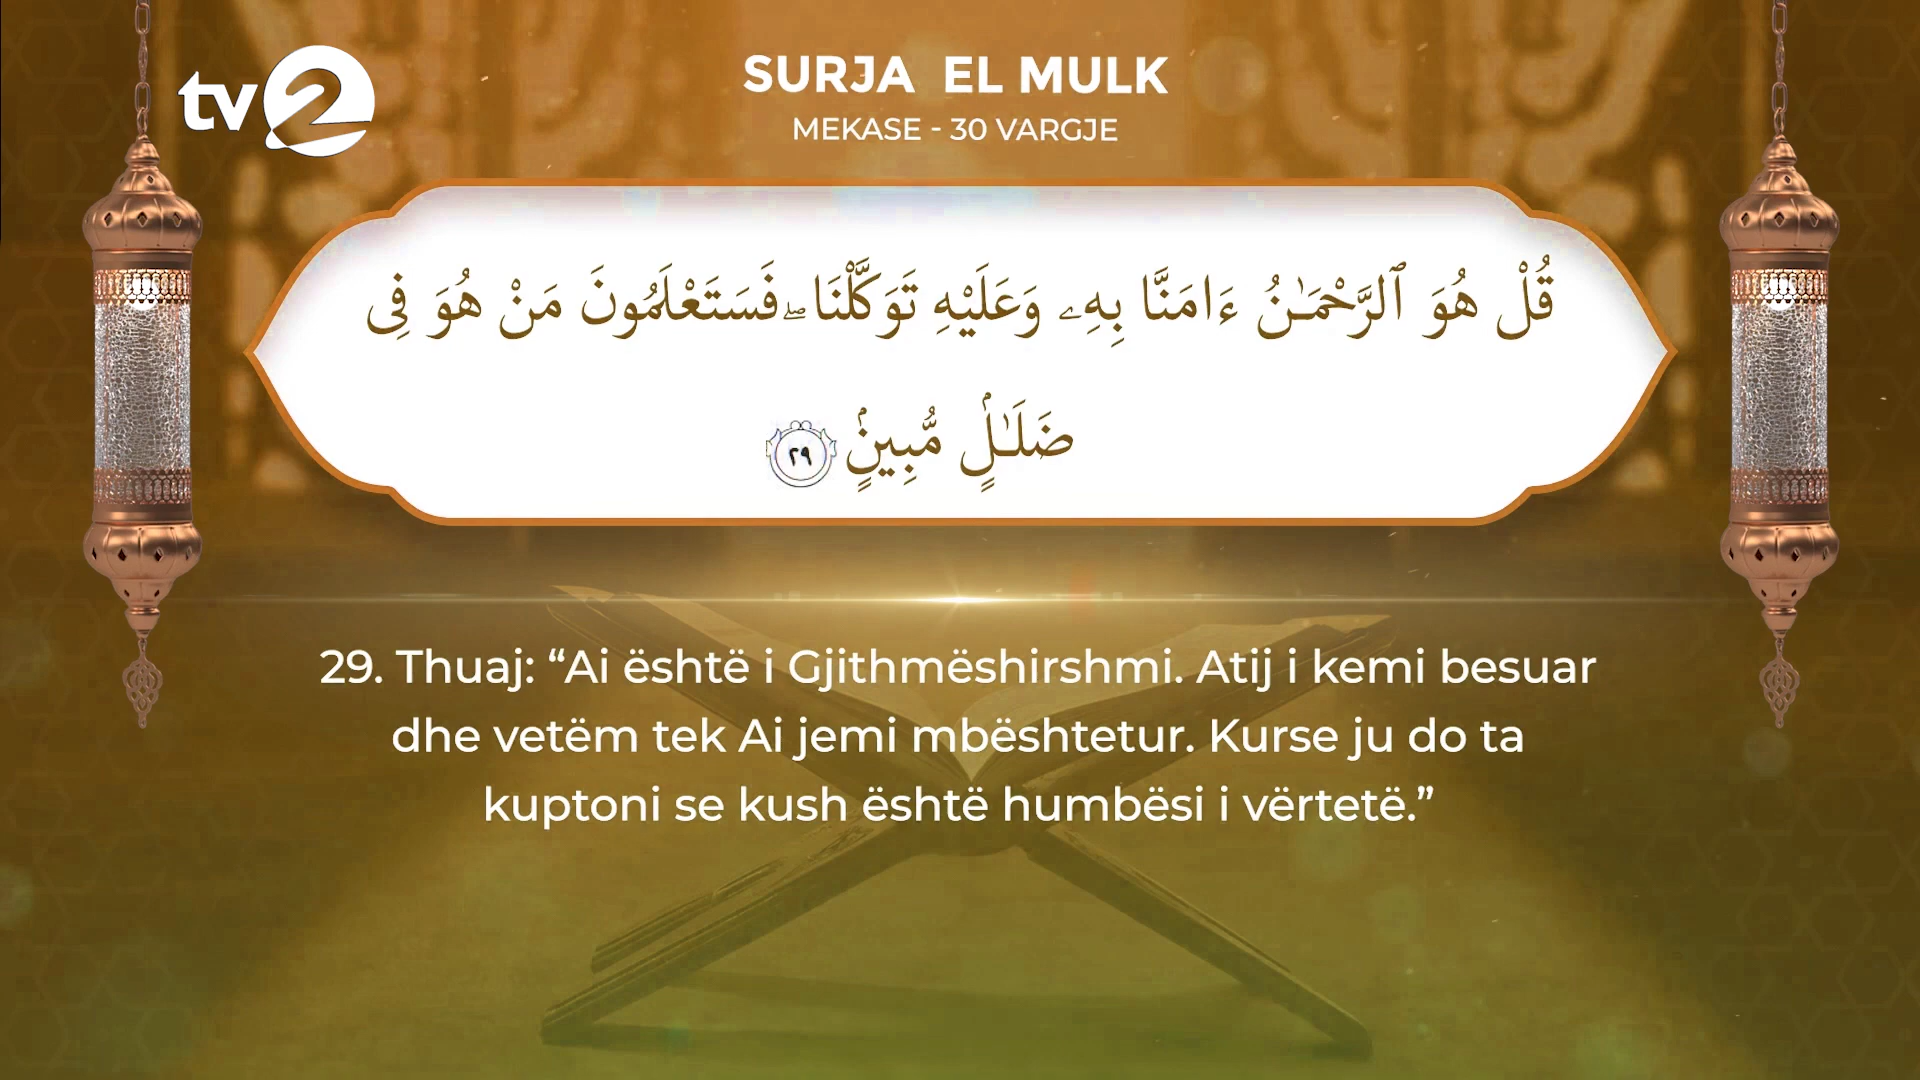 tv2
SURJA EL MULK
MEKASE - 30 VARGJE
قُلْ هُوَ ٱلرَّحْمَـٰنُ ءَامَنَّا بِهِۦ وَعَلَيْهِ تَوَكَّلْنَا ۖ فَسَتَعْلَمُونَ مَنْ هُوَ فِى
ضَلَـٰلٍۢ مُّبِينٍۢ ٢٩
29. Thuaj: “Ai është i Gjithmëshirshmi. Atij i kemi besuar
dhe vetëm tek Ai jemi mbështetur. Kurse ju do ta
kuptoni se kush është humbësi i vërtetë.”